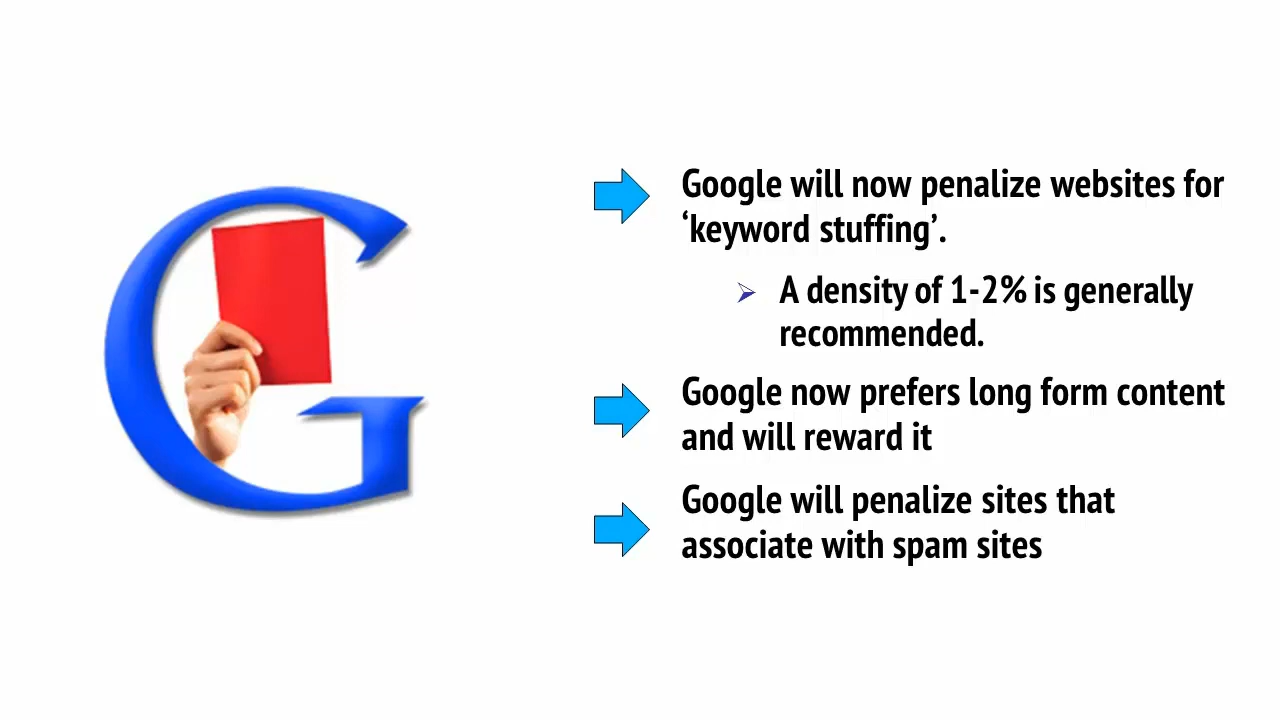 Google will now penalize websites for
‘keyword stuffing’.
A density of 1-2% is generally
recommended.
Google now prefers long form content
and will reward it
Google will penalize sites that
associate with spam sites
G